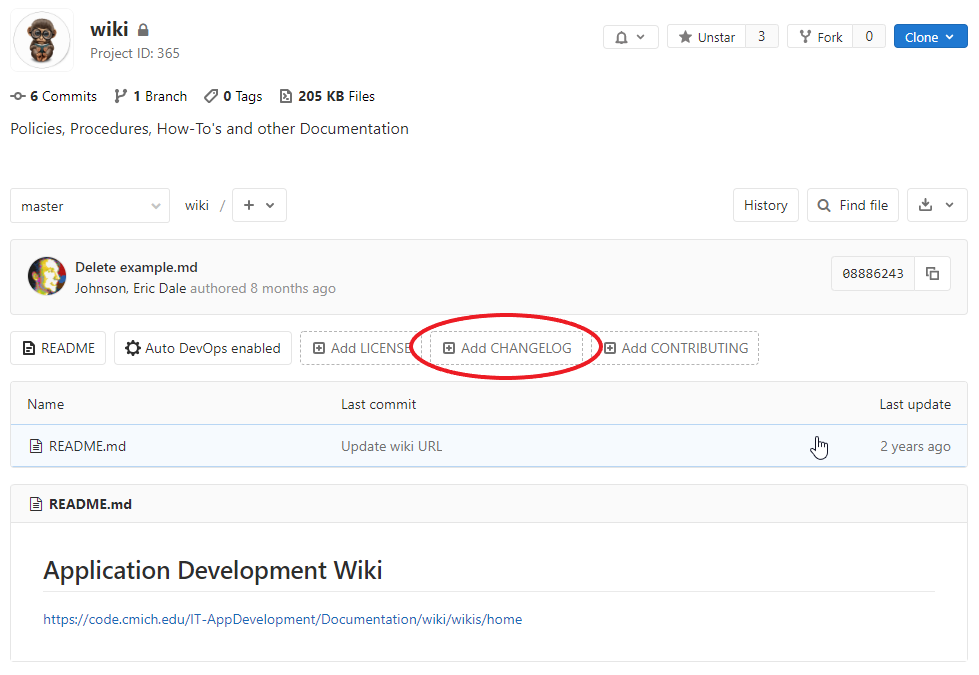 wiki
Project ID: 365
Unstar 3 Fork 0 Clone
6 Commits 1 Branch 0 Tags 205 KB Files
Policies, Procedures, How-To's and other Documentation
master wiki / + History Find file
Delete example.md
Johnson, Eric Dale authored 8 months ago
08886243
README Auto DevOps enabled Add LICENSE Add CHANGELOG Add CONTRIBUTING
Name Last commit Last update
README.md Update wiki URL 2 years ago
README.md
Application Development Wiki
https://code.cmich.edu/IT-AppDevelopment/Documentation/wiki/wikis/home